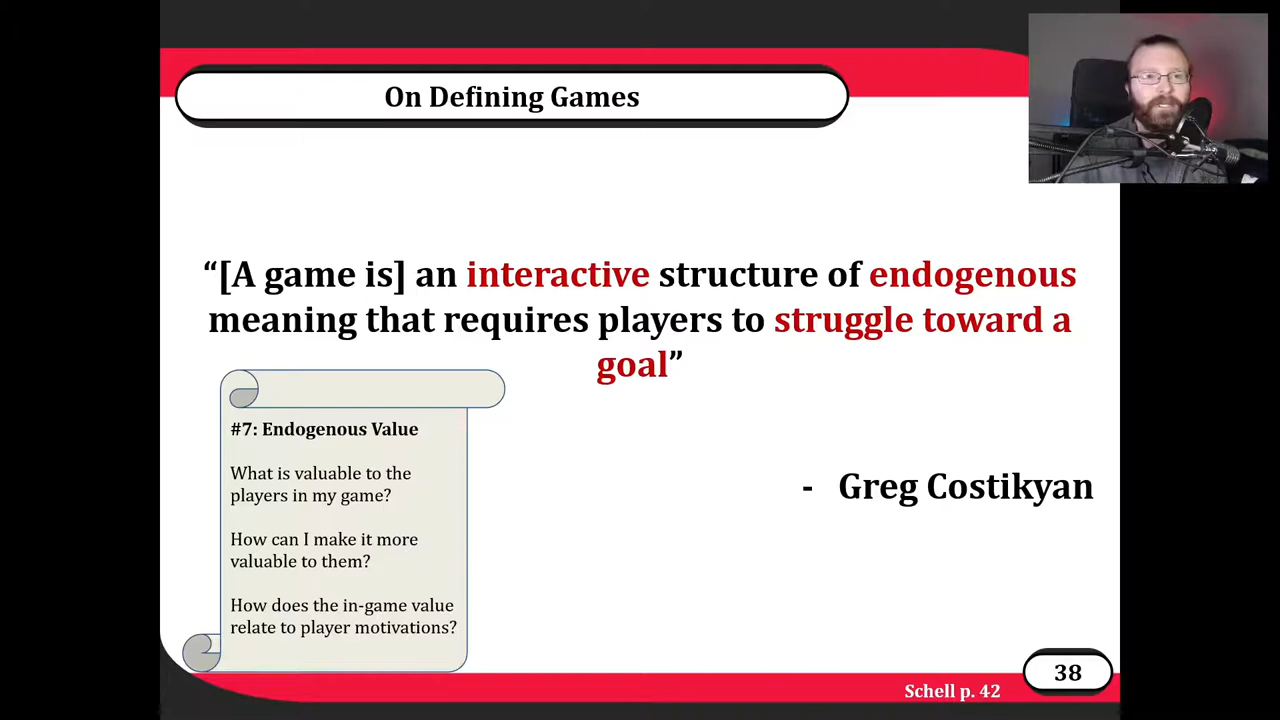 On Defining Games
“[A game is] an interactive structure of endogenous
meaning that requires players to struggle toward a
goal”
#7: Endogenous Value
What is valuable to the
players in my game?
How can I make it more
valuable to them?
How does the in-game value
relate to player motivations?
- Greg Costikyan
38
Schell p. 42